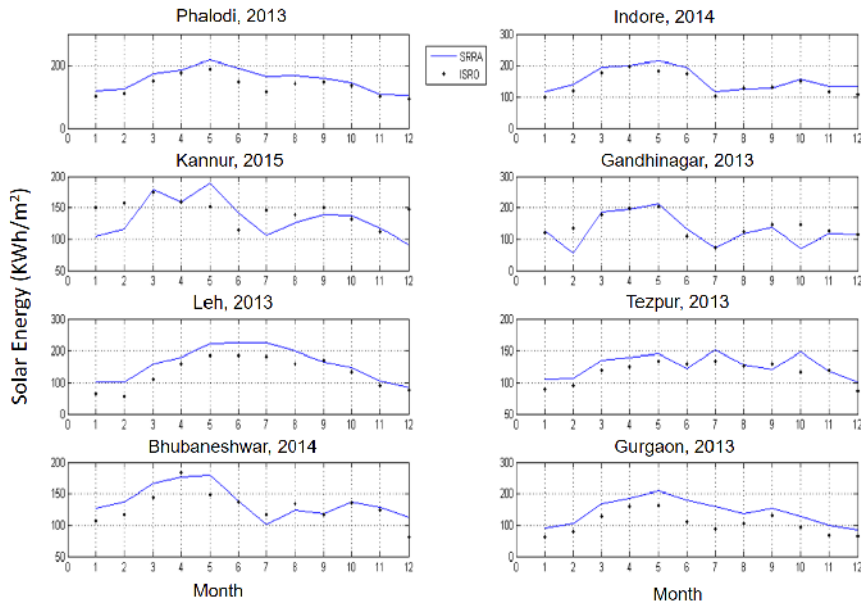 Phalodi, 2013
200
0
0 1 2 3 4 5 6 7 8 9 10 11 12
SRRA
ISRO
Indore, 2014
300
200
100
0
0 1 2 3 4 5 6 7 8 9 10 11 12
Kannur, 2015
200
150
100
50
0 1 2 3 4 5 6 7 8 9 10 11 12
Gandhinagar, 2013
300
200
100
0
0 1 2 3 4 5 6 7 8 9 10 11 12
Solar Energy (KWh/m²)
Leh, 2013
300
200
100
0
0 1 2 3 4 5 6 7 8 9 10 11 12
Tezpur, 2013
200
150
100
50
0 1 2 3 4 5 6 7 8 9 10 11 12
Bhubaneshwar, 2014
200
150
100
50
0 1 2 3 4 5 6 7 8 9 10 11 12
Month
Gurgaon, 2013
300
200
100
0
0 1 2 3 4 5 6 7 8 9 10 11 12
Month